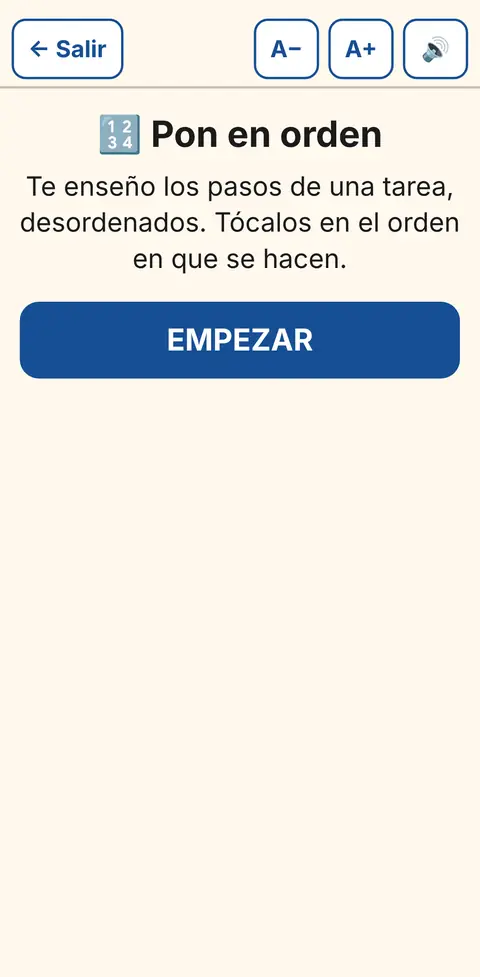 ← Salir
A−
A+
🔢 Pon en orden
Te enseño los pasos de una tarea,
desordenados. Tócalos en el orden
en que se hacen.
EMPEZAR